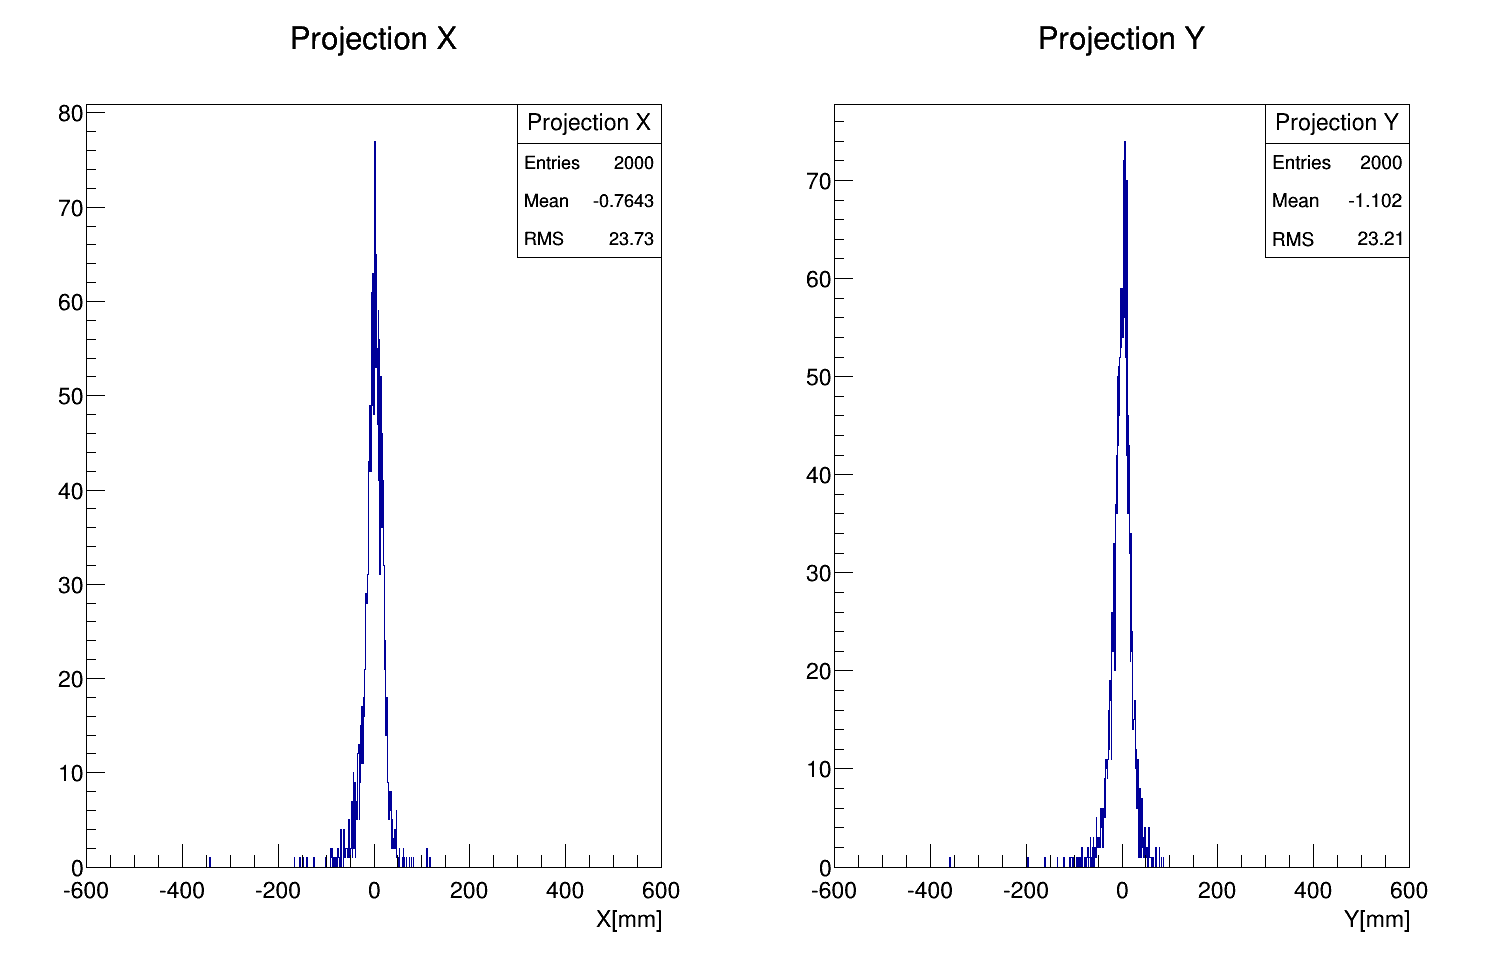 Projection X
80
70
60
50
40
30
20
10
0
-600 -400 -200 0 200 400 600
X[mm]
Projection X
Entries 2000
Mean -0.7643
RMS 23.73
Projection Y
70
60
50
40
30
20
10
0
-600 -400 -200 0 200 400 600
Y[mm]
Projection Y
Entries 2000
Mean -1.102
RMS 23.21